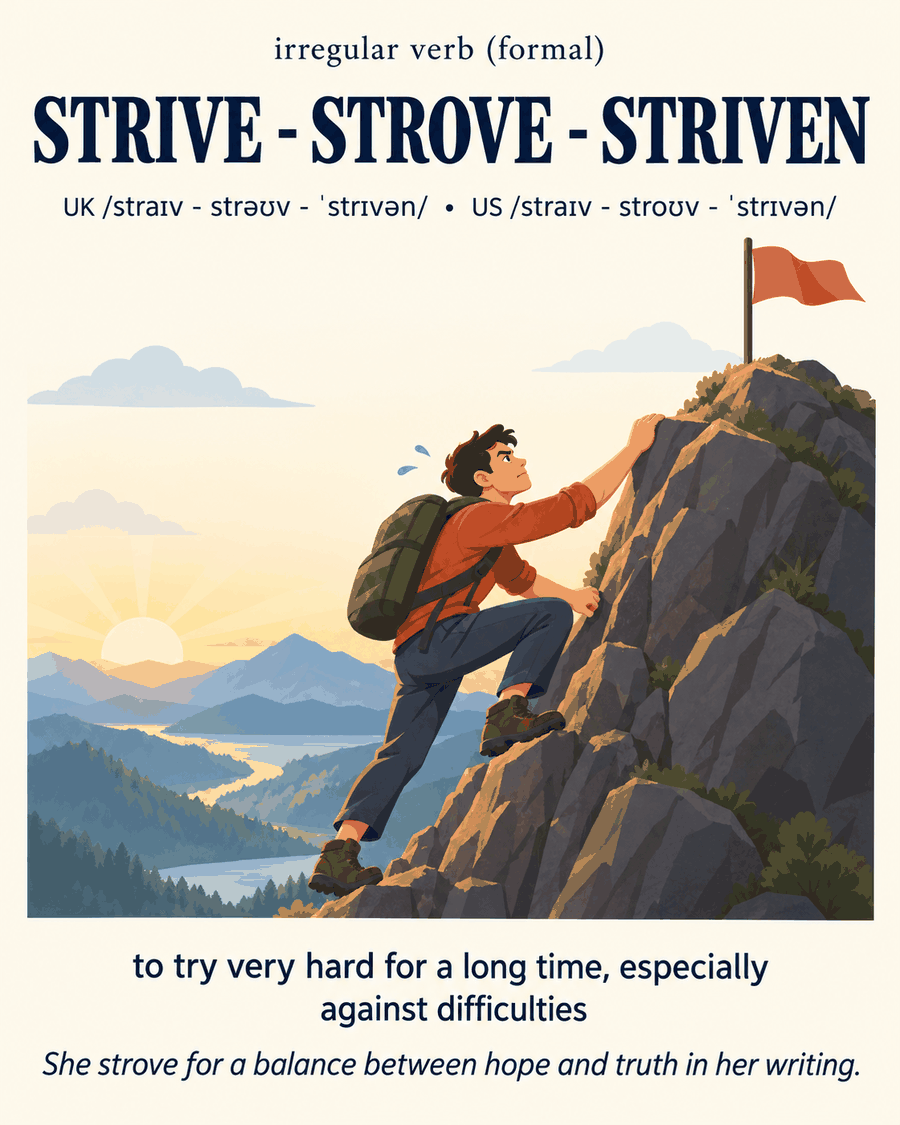 irregular verb (formal)
STRIVE - STROVE - STRIVEN
UK /straɪv - strəʊv - ˈstrɪvən/ • US /straɪv - stroʊv - ˈstrɪvən/
to try very hard for a long time, especially
against difficulties
She strove for a balance between hope and truth in her writing.